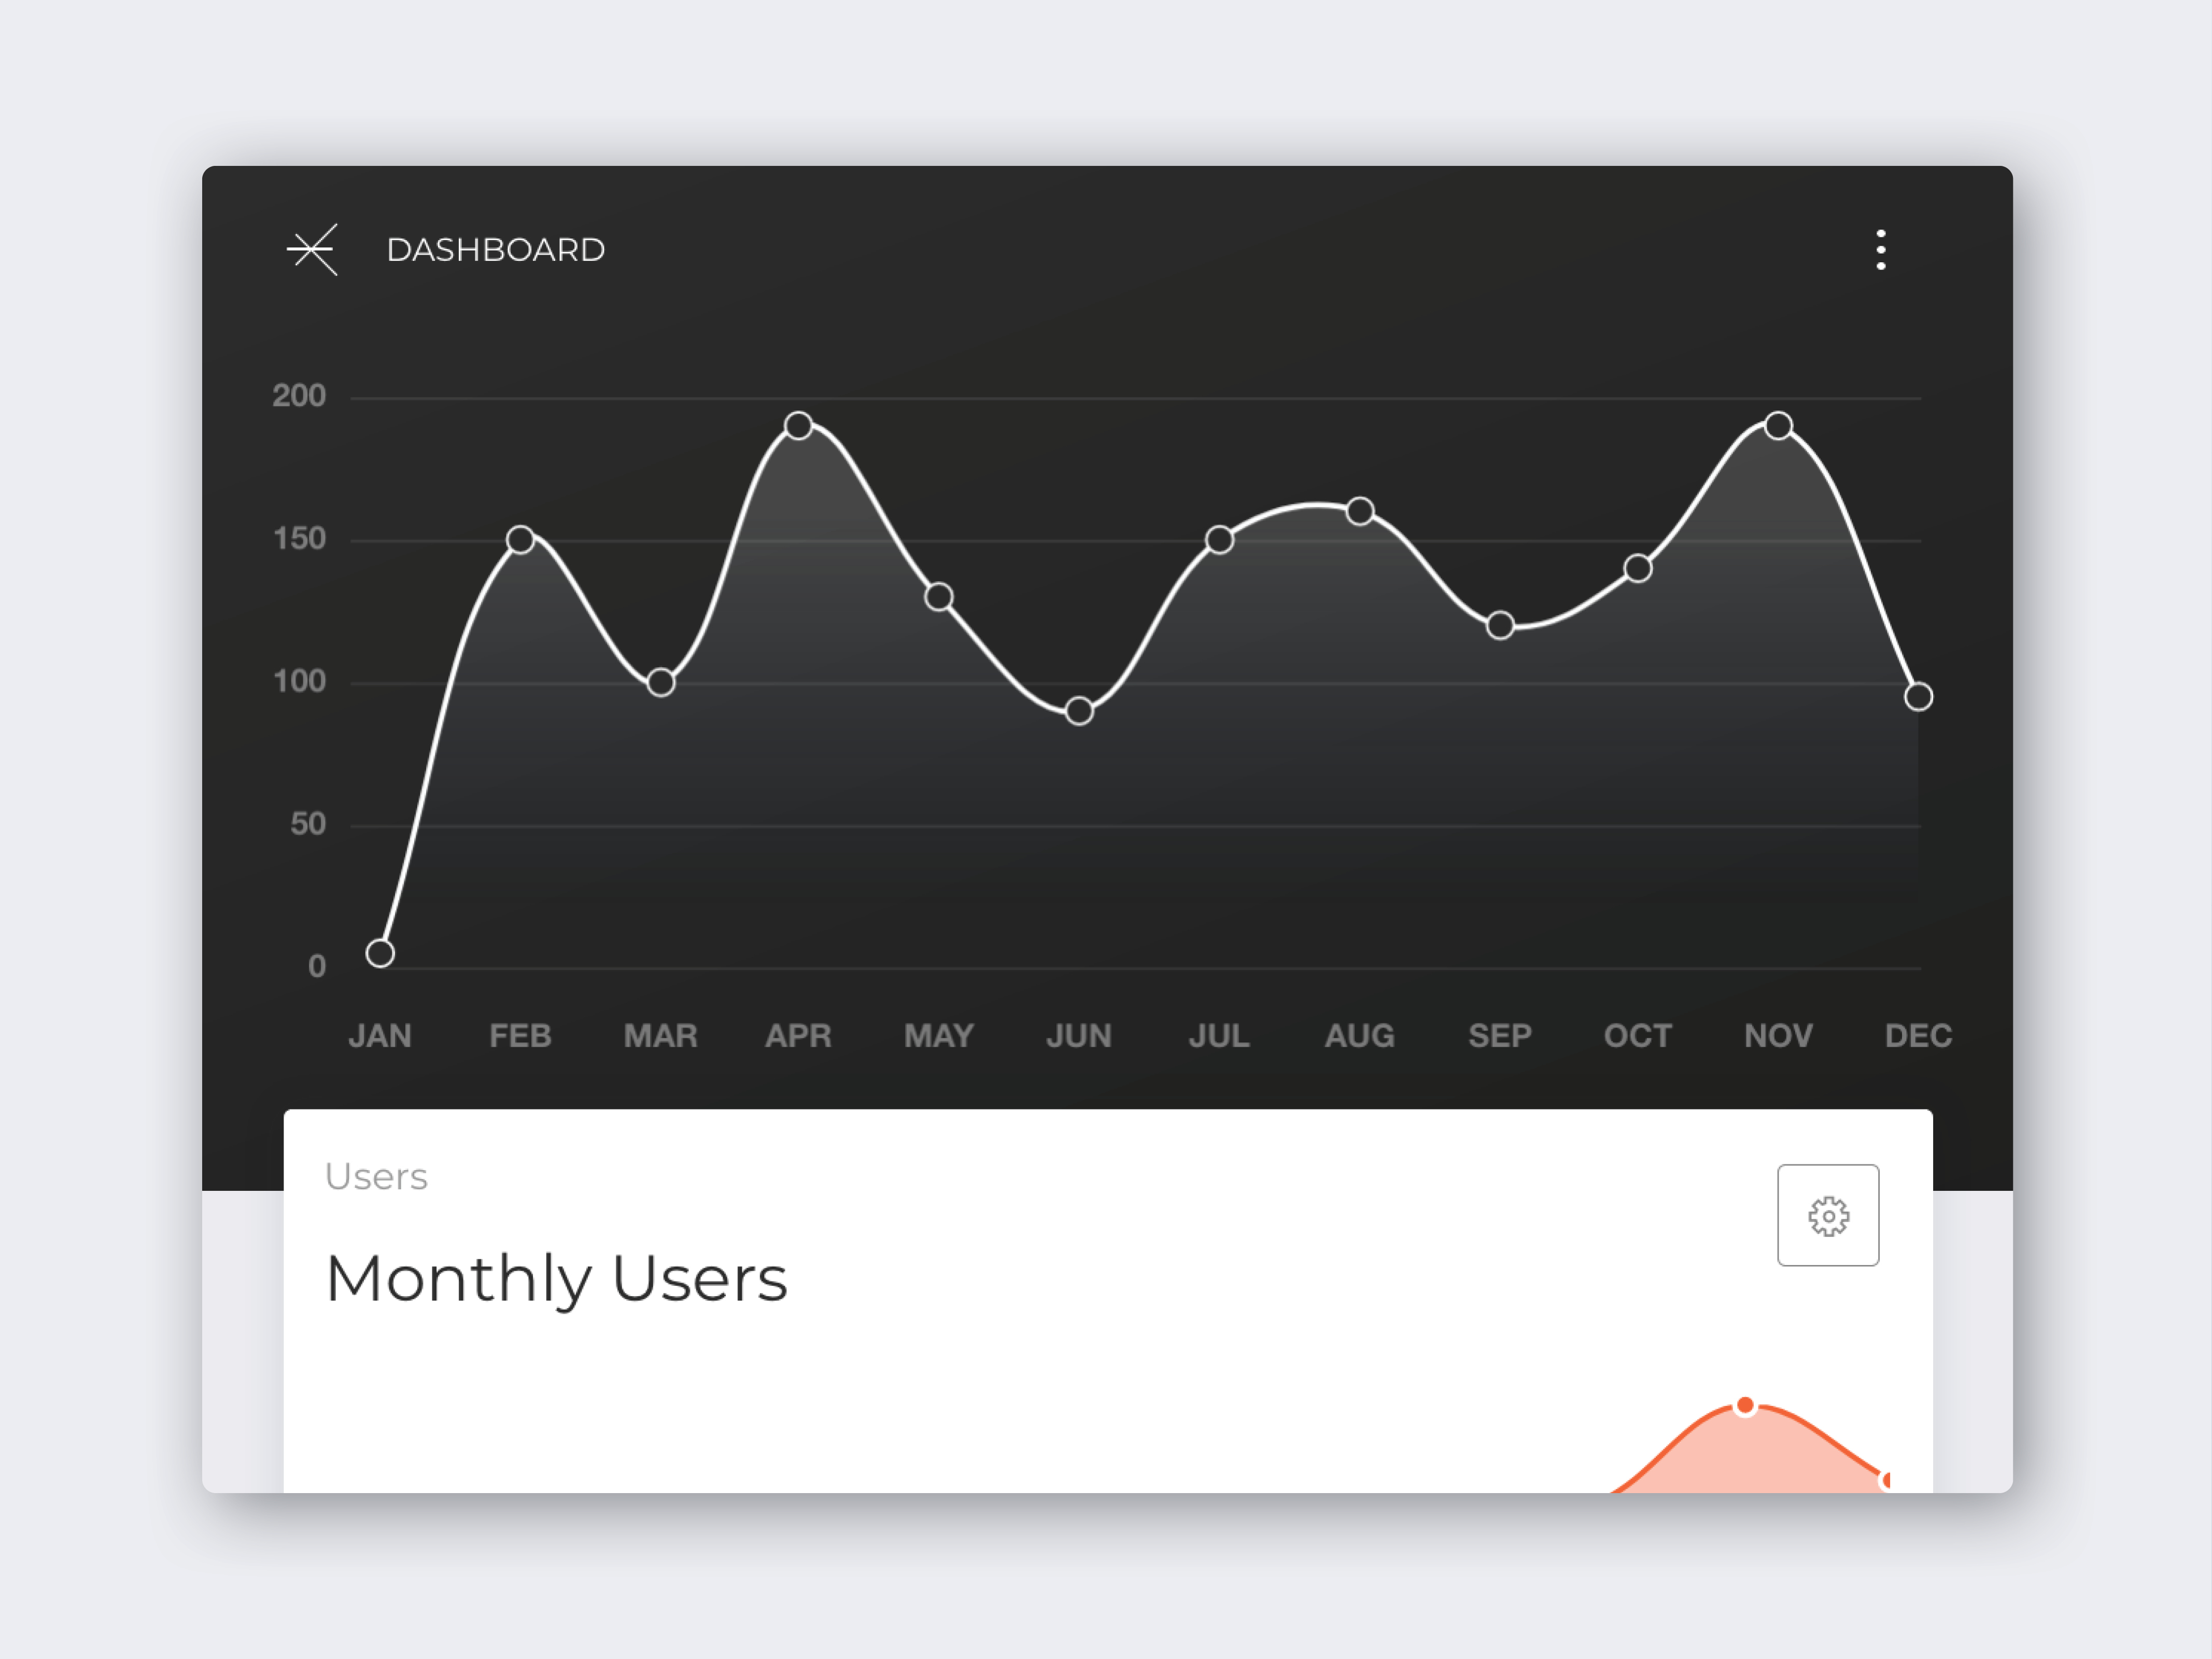 DASHBOARD
200
150
100
50
0
JAN FEB MAR APR MAY JUN JUL AUG SEP OCT NOV DEC
Users
Monthly Users